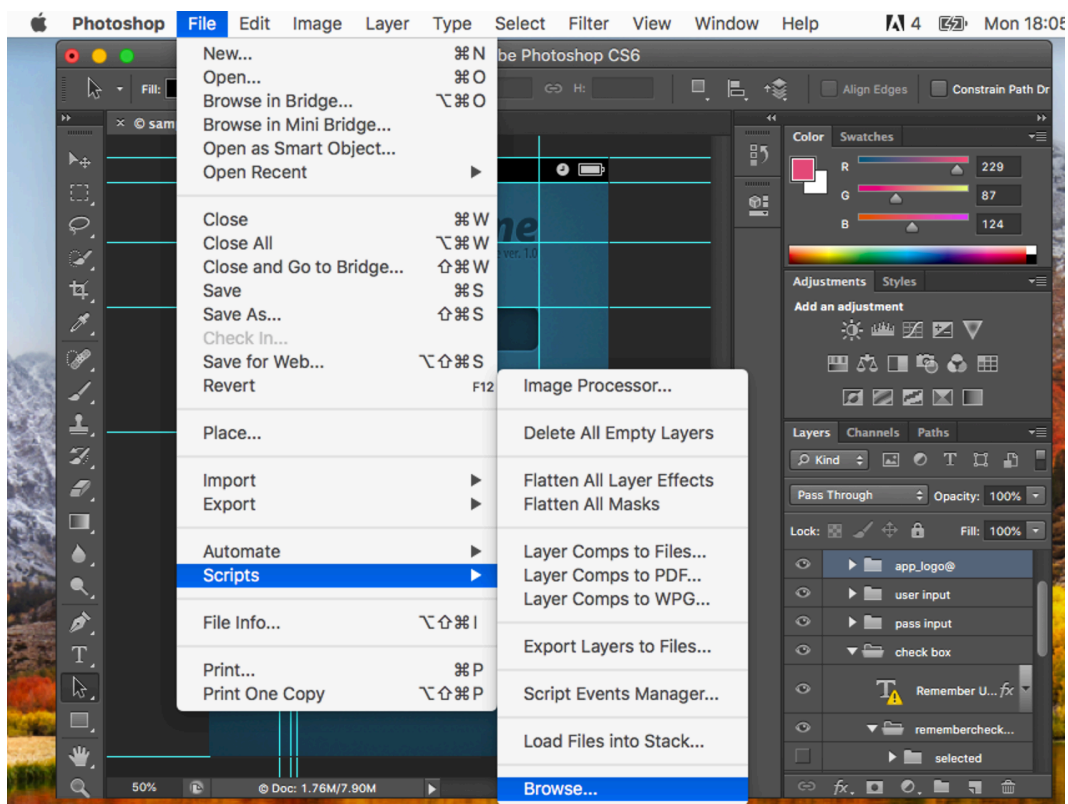 Photoshop File Edit Image Layer Type Select Filter View Window Help 4 Mon 18:05
New... ⌘N
Open... ⌘O
Browse in Bridge... ⌥⌘O
Browse in Mini Bridge...
Open as Smart Object...
Open Recent ▶
Close ⌘W
Close All ⌥⌘W
Close and Go to Bridge... ⇧⌘W
Save ⌘S
Save As... ⇧⌘S
Check In...
Save for Web... ⌥⇧⌘S
Revert F12
Place...
Import ▶
Export ▶
Automate ▶
Scripts ▶
File Info... ⌥⇧⌘I
Print... ⌘P
Print One Copy ⌥⇧⌘P
Image Processor...
Delete All Empty Layers
Flatten All Layer Effects
Flatten All Masks
Layer Comps to Files...
Layer Comps to PDF...
Layer Comps to WPG...
Export Layers to Files...
Script Events Manager...
Load Files into Stack...
Browse...
be Photoshop CS6
Fill: H: Align Edges Constrain Path Dr
× © sam
me
ver. 1.0
50% © Doc: 1.76M/7.90M
Color Swatches
R 229
G 87
B 124
Adjustments Styles
Add an adjustment
Layers Channels Paths
Kind
Pass Through Opacity: 100%
Lock: Fill: 100%
app_logo@
user input
pass input
check box
Remember U... fx
remembercheck...
selected
fx.